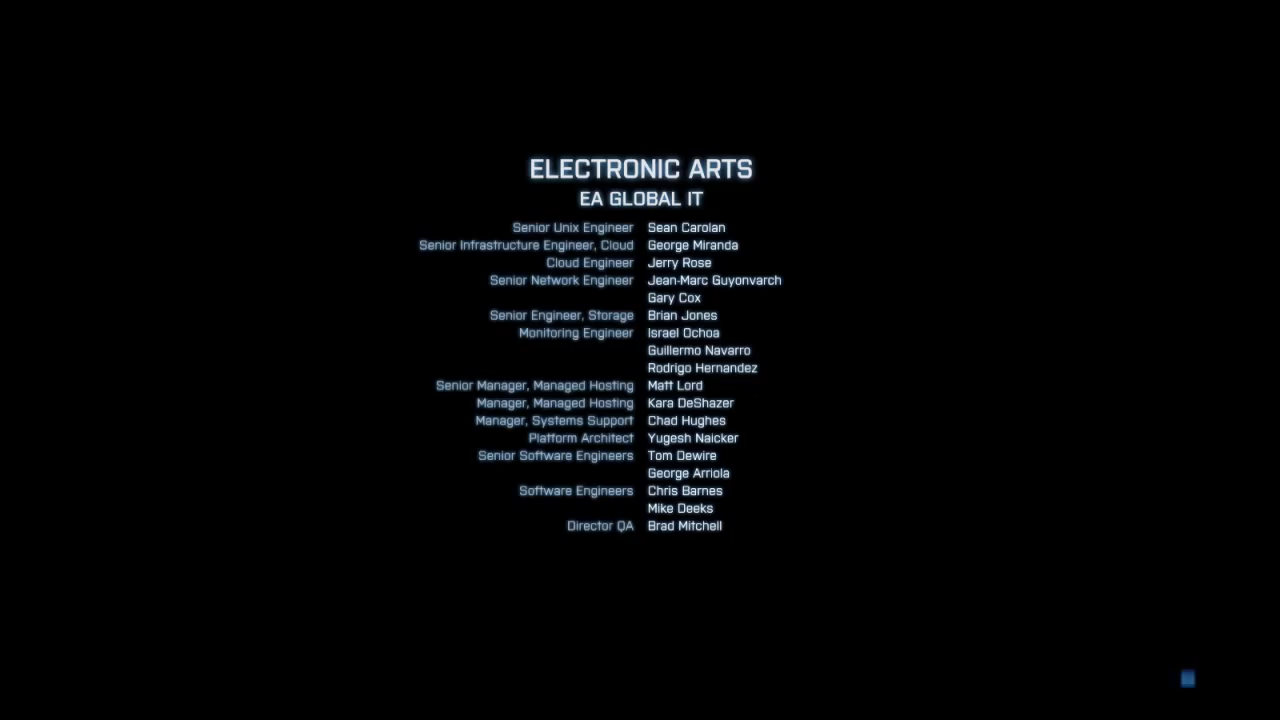 ELECTRONIC ARTS
EA GLOBAL IT
Senior Unix Engineer Sean Carolan
Senior Infrastructure Engineer, Cloud George Miranda
Cloud Engineer Jerry Rose
Senior Network Engineer Jean-Marc Guyonvarch
Gary Cox
Senior Engineer, Storage Brian Jones
Monitoring Engineer Israel Ochoa
Guillermo Navarro
Rodrigo Hernandez
Senior Manager, Managed Hosting Matt Lord
Manager, Managed Hosting Kara DeShazer
Manager, Systems Support Chad Hughes
Platform Architect Yugesh Naicker
Senior Software Engineers Tom Dewire
George Arriola
Software Engineers Chris Barnes
Mike Deeks
Director QA Brad Mitchell